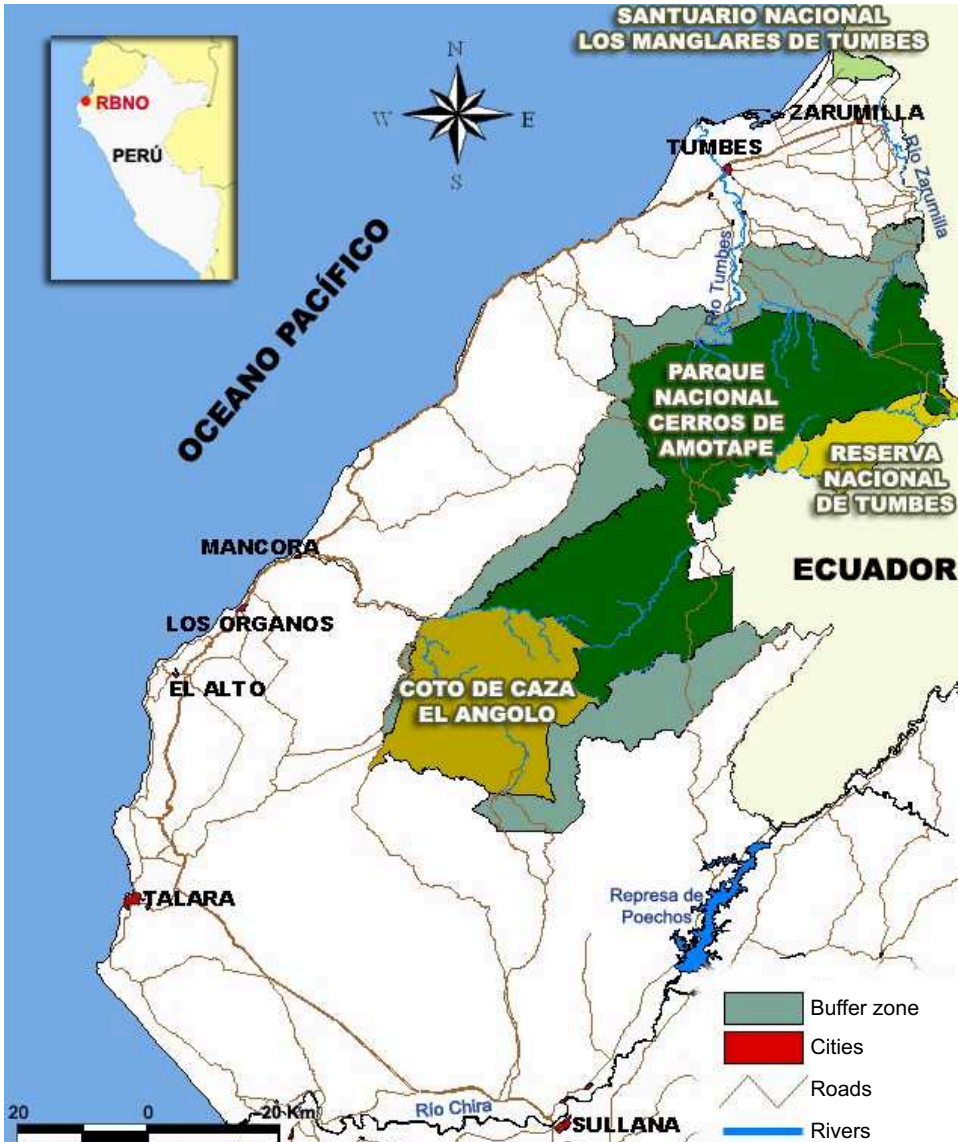 SANTUARIO NACIONAL
LOS MANGLARES DE TUMBES
RBNO
PERÚ
N
W
E
S
ZARUMILLA
TUMBES
Río Zarumilla
Río Tumbes
OCEANO PACÍFICO
PARQUE
NACIONAL
CERROS DE
AMOTAPE
RESERVA
NACIONAL
DE TUMBES
MANCORA
ECUADOR
LOS ORGANOS
EL ALTO
COTO DE CAZA
EL ANGOLO
TALARA
Represa de
Poechos
Buffer zone
Cities
Roads
Rivers
20 0 20 Km
Río Chira
SULLANA